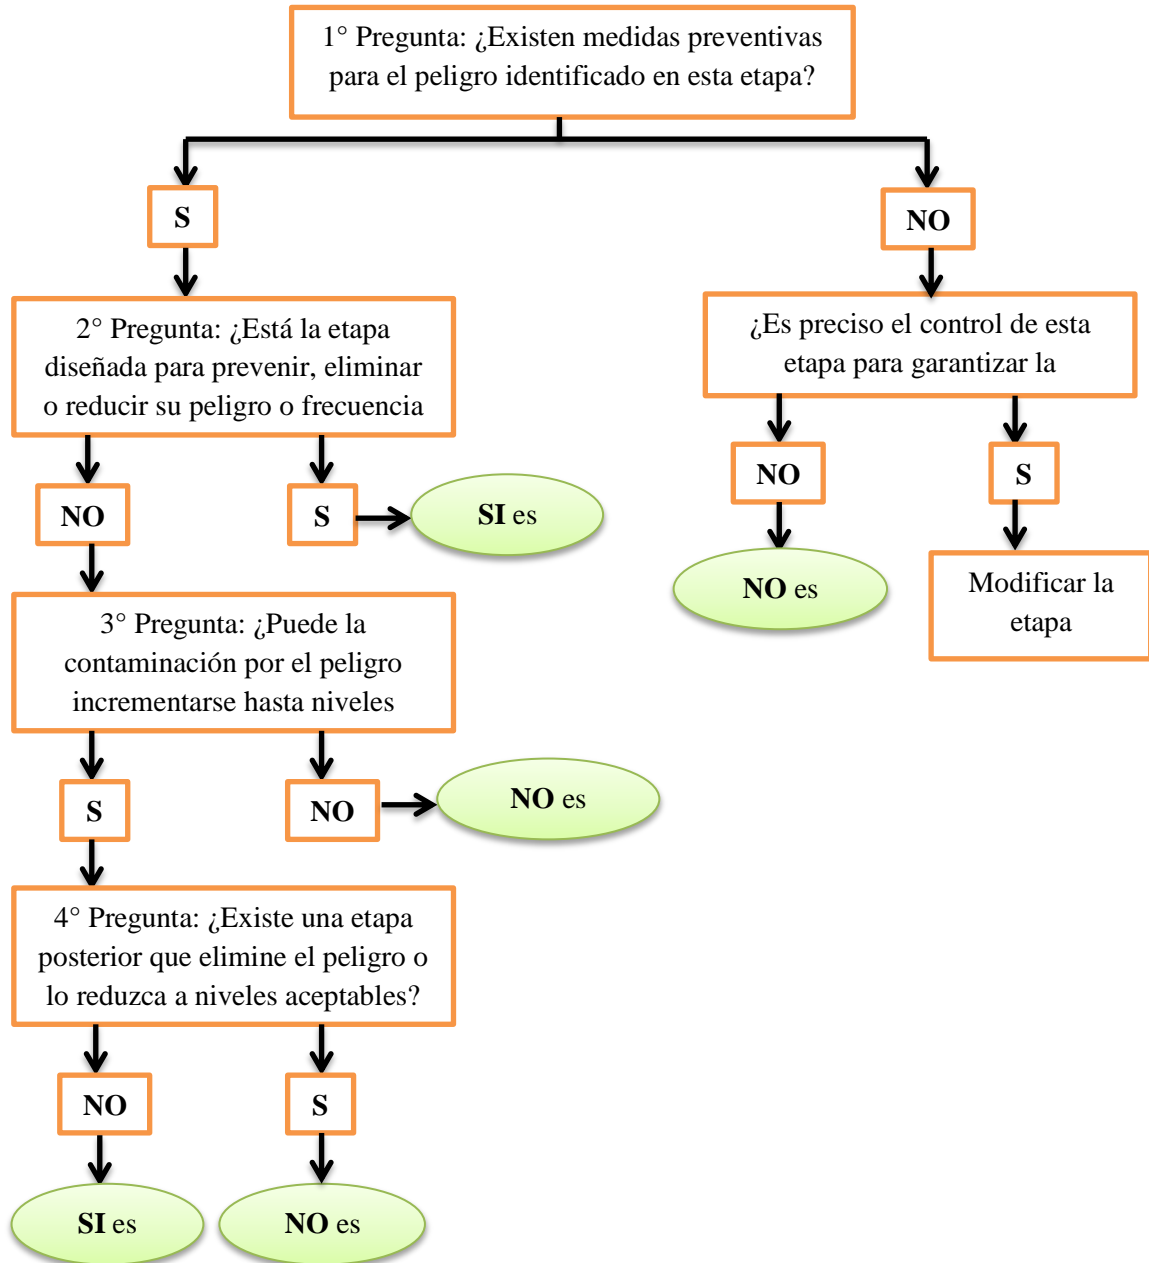 1° Pregunta: ¿Existen medidas preventivas
para el peligro identificado en esta etapa?
S
NO
2° Pregunta: ¿Está la etapa
diseñada para prevenir, eliminar
o reducir su peligro o frecuencia
¿Es preciso el control de esta
etapa para garantizar la
NO
S
SI es
NO
S
NO es
Modificar la
etapa
3° Pregunta: ¿Puede la
contaminación por el peligro
incrementarse hasta niveles
S
NO
NO es
4° Pregunta: ¿Existe una etapa
posterior que elimine el peligro o
lo reduzca a niveles aceptables?
NO
S
SI es
NO es